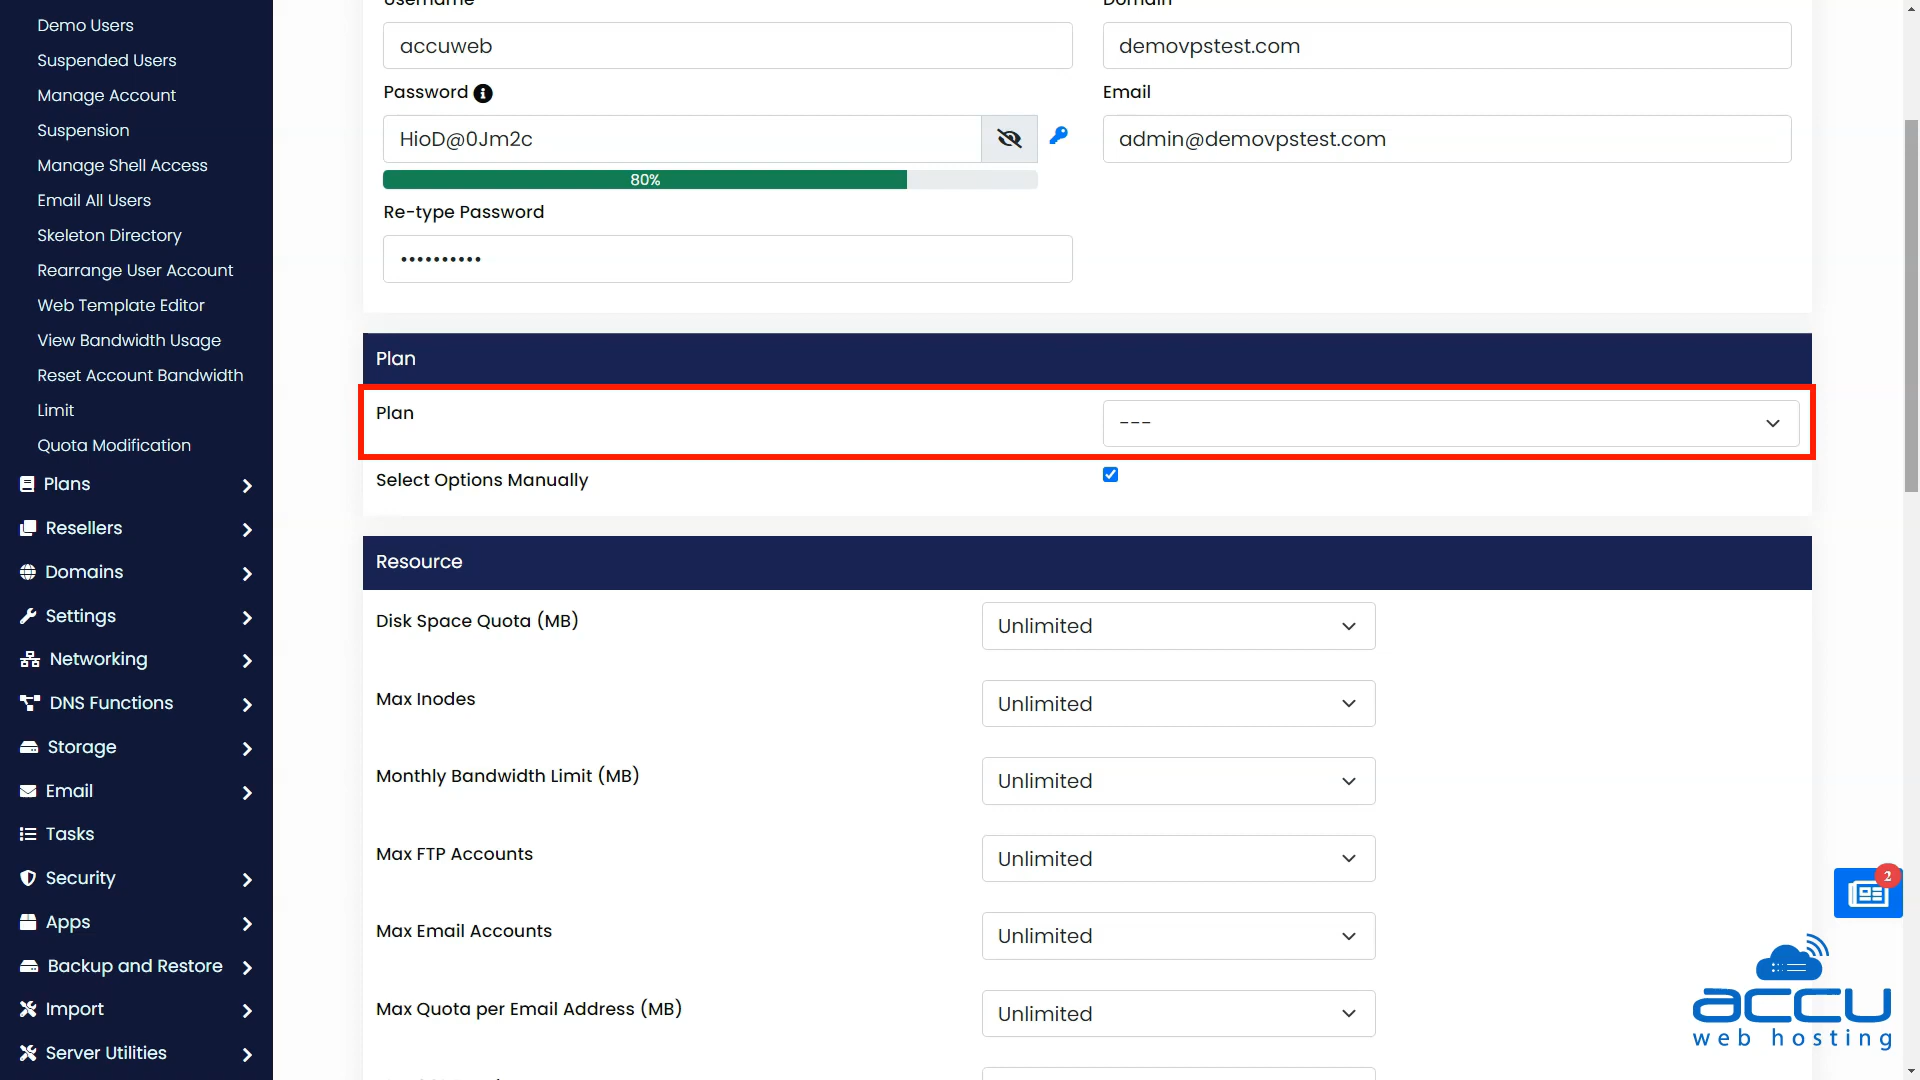 Demo Users
Suspended Users
Manage Account
Suspension
Manage Shell Access
Email All Users
Skeleton Directory
Rearrange User Account
Web Template Editor
View Bandwidth Usage
Reset Account Bandwidth
Limit
Quota Modification
Plans
Resellers
Domains
Settings
Networking
DNS Functions
Storage
Email
Tasks
Security
Apps
Backup and Restore
Import
Server Utilities
Username
Domain
accuweb
demovpstest.com
Password
Email
HioD@0Jm2c
admin@demovpstest.com
80%
Re-type Password
••••••••••
Plan
Plan
---
Select Options Manually
Resource
Disk Space Quota (MB)
Unlimited
Max Inodes
Unlimited
Monthly Bandwidth Limit (MB)
Unlimited
Max FTP Accounts
Unlimited
Max Email Accounts
Unlimited
Max Quota per Email Address (MB)
Unlimited
2
accu
web hosting